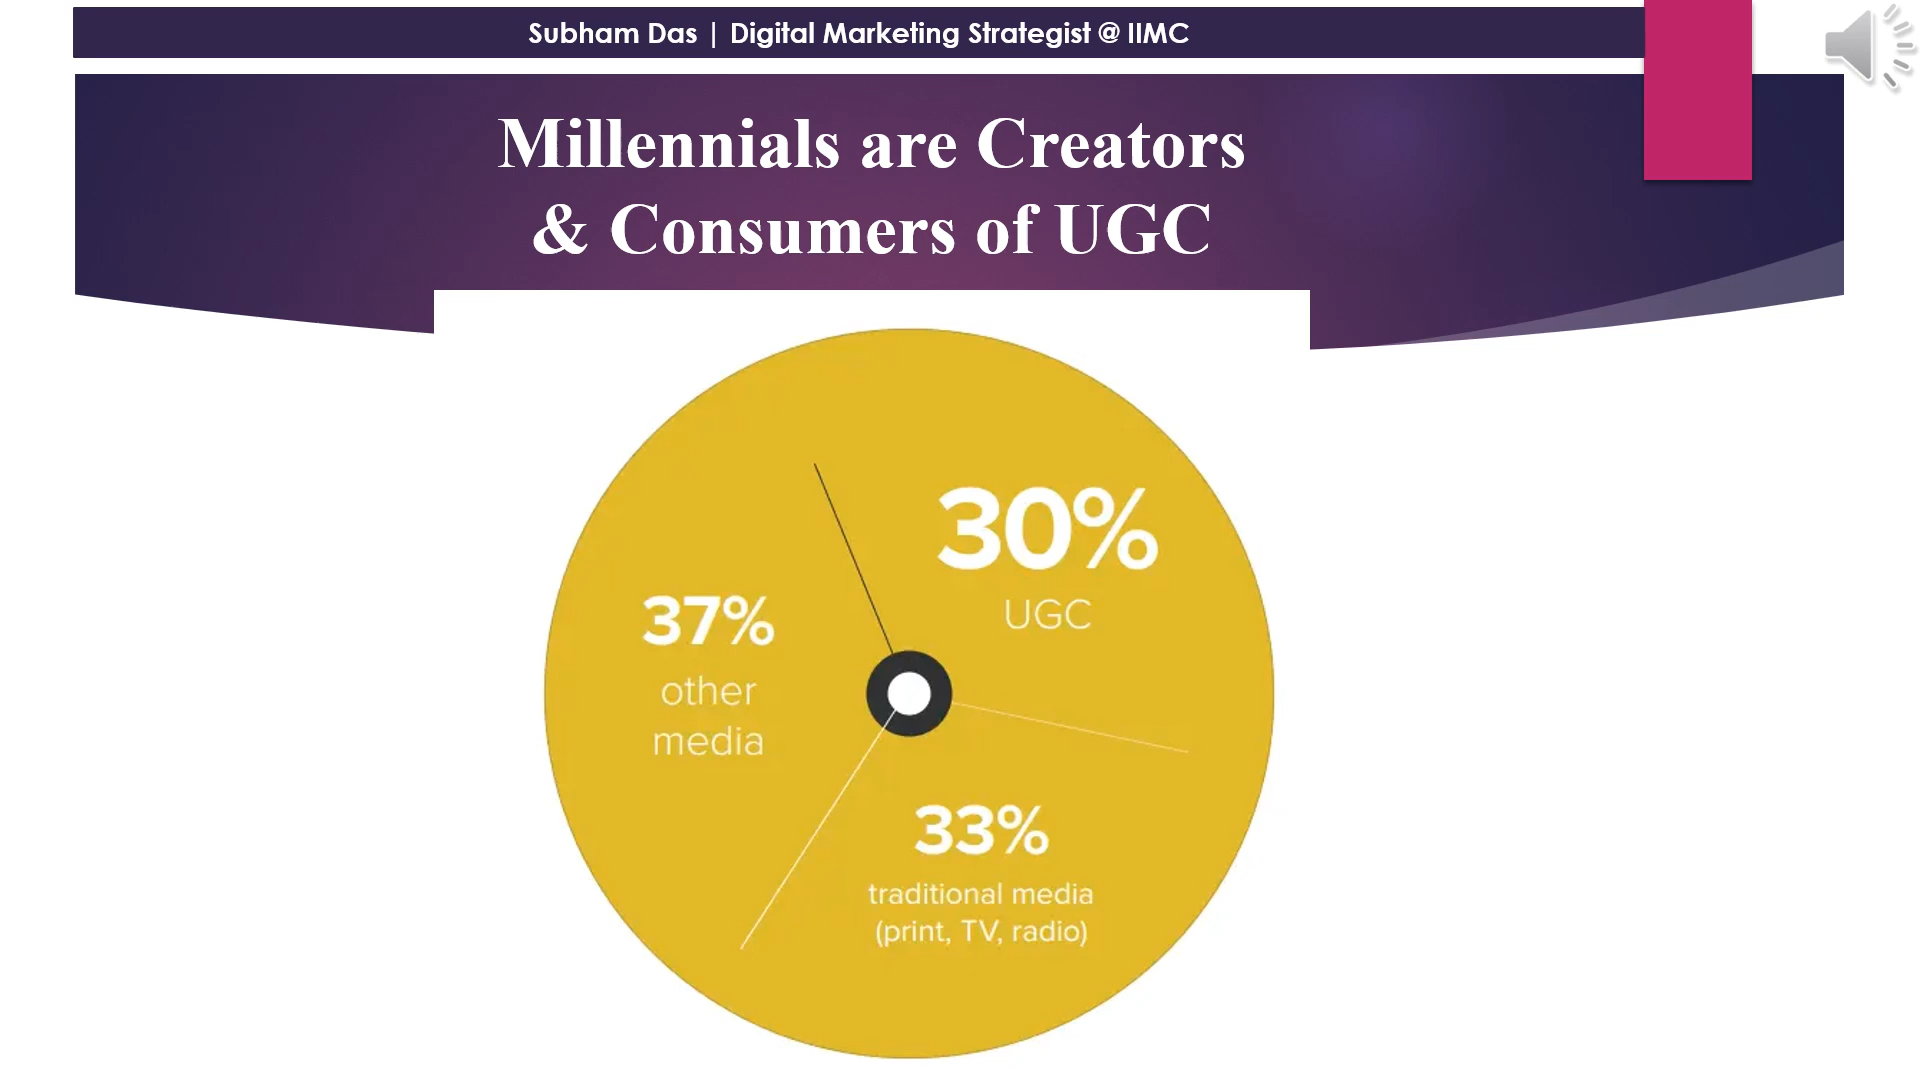 Subham Das | Digital Marketing Strategist @ IIMC
Millennials are Creators
& Consumers of UGC
30%
UGC
37%
other
media
33%
traditional media
(print, TV, radio)